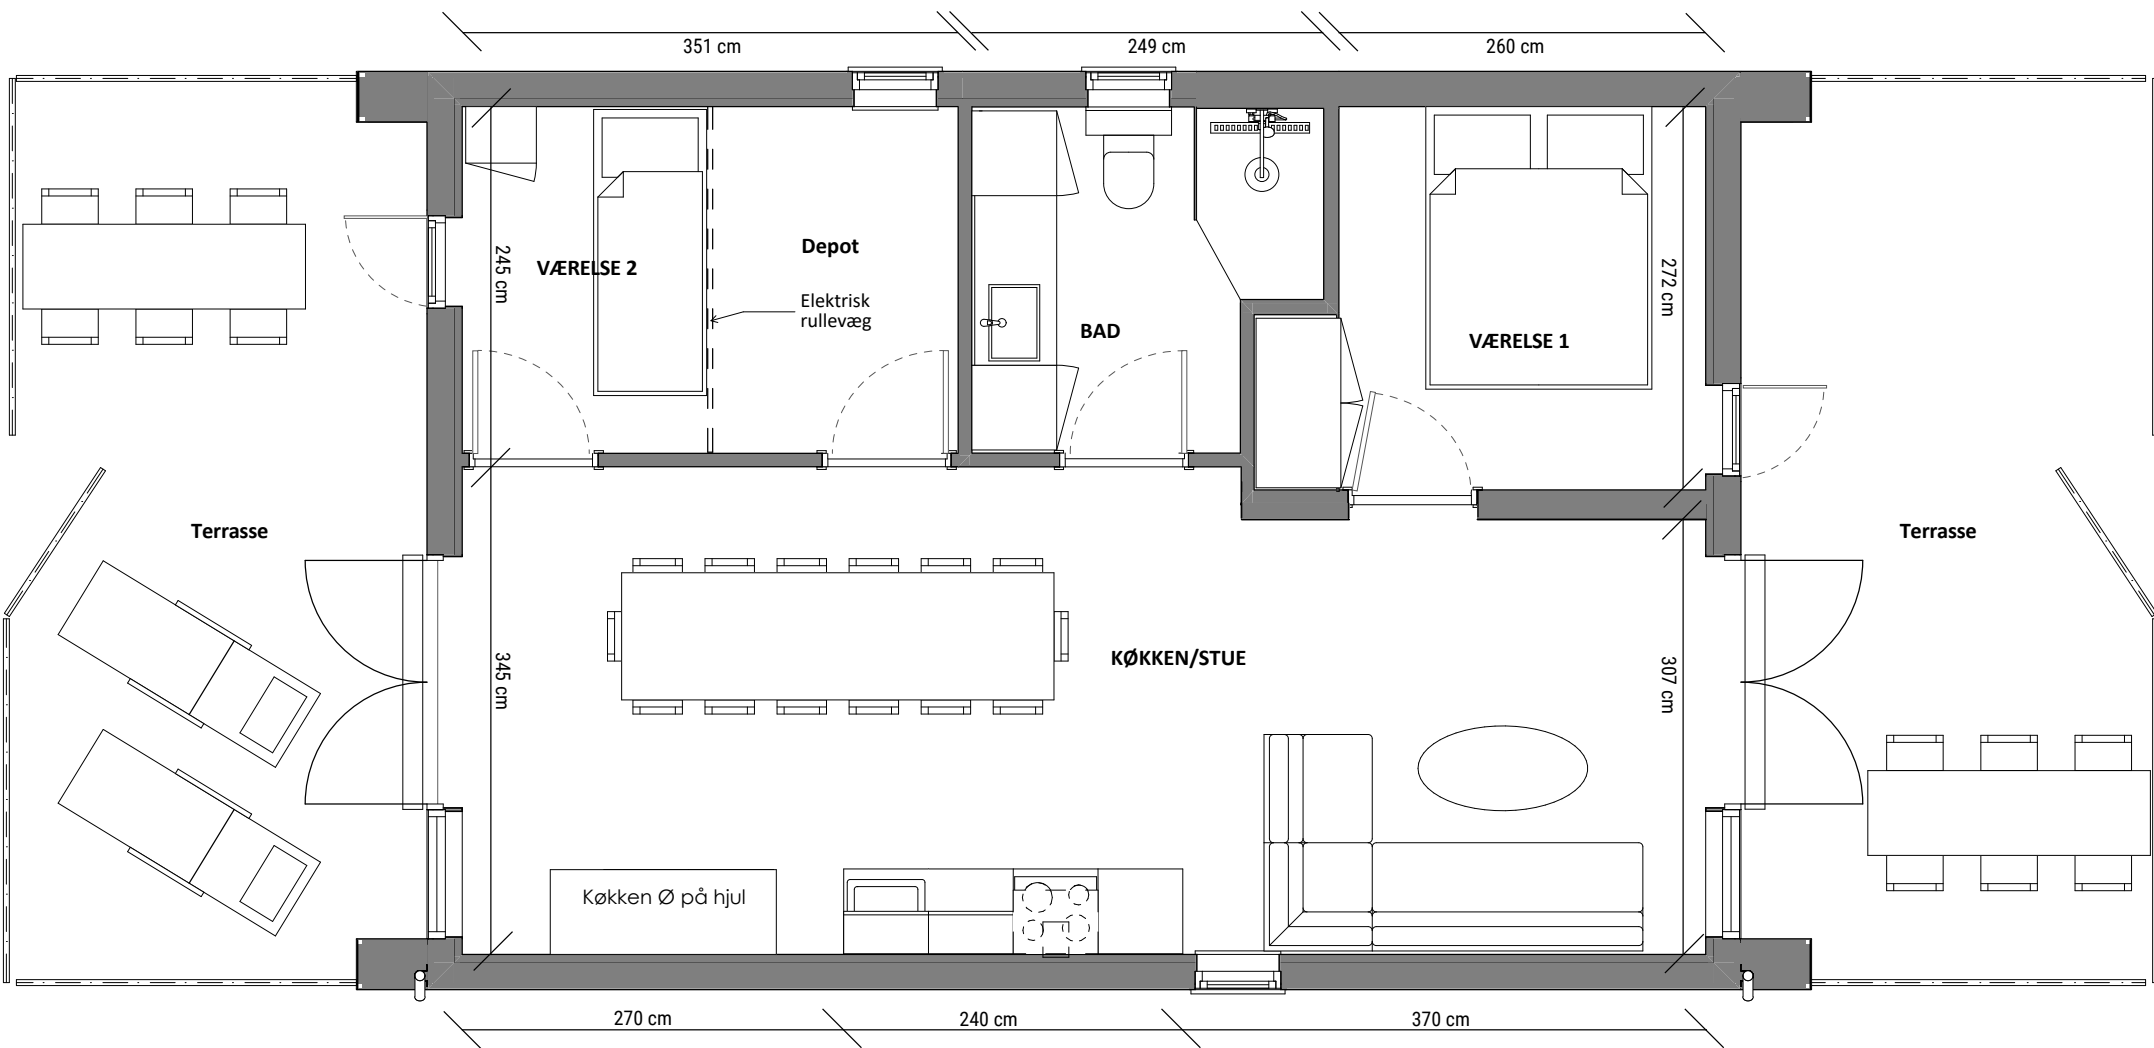 351 cm
249 cm
260 cm
Depot
245 cm
VÆRELSE 2
Elektrisk
rullevæg
BAD
272 cm
VÆRELSE 1
Terrasse
Terrasse
345 cm
KØKKEN/STUE
307 cm
Køkken Ø på hjul
270 cm
240 cm
370 cm